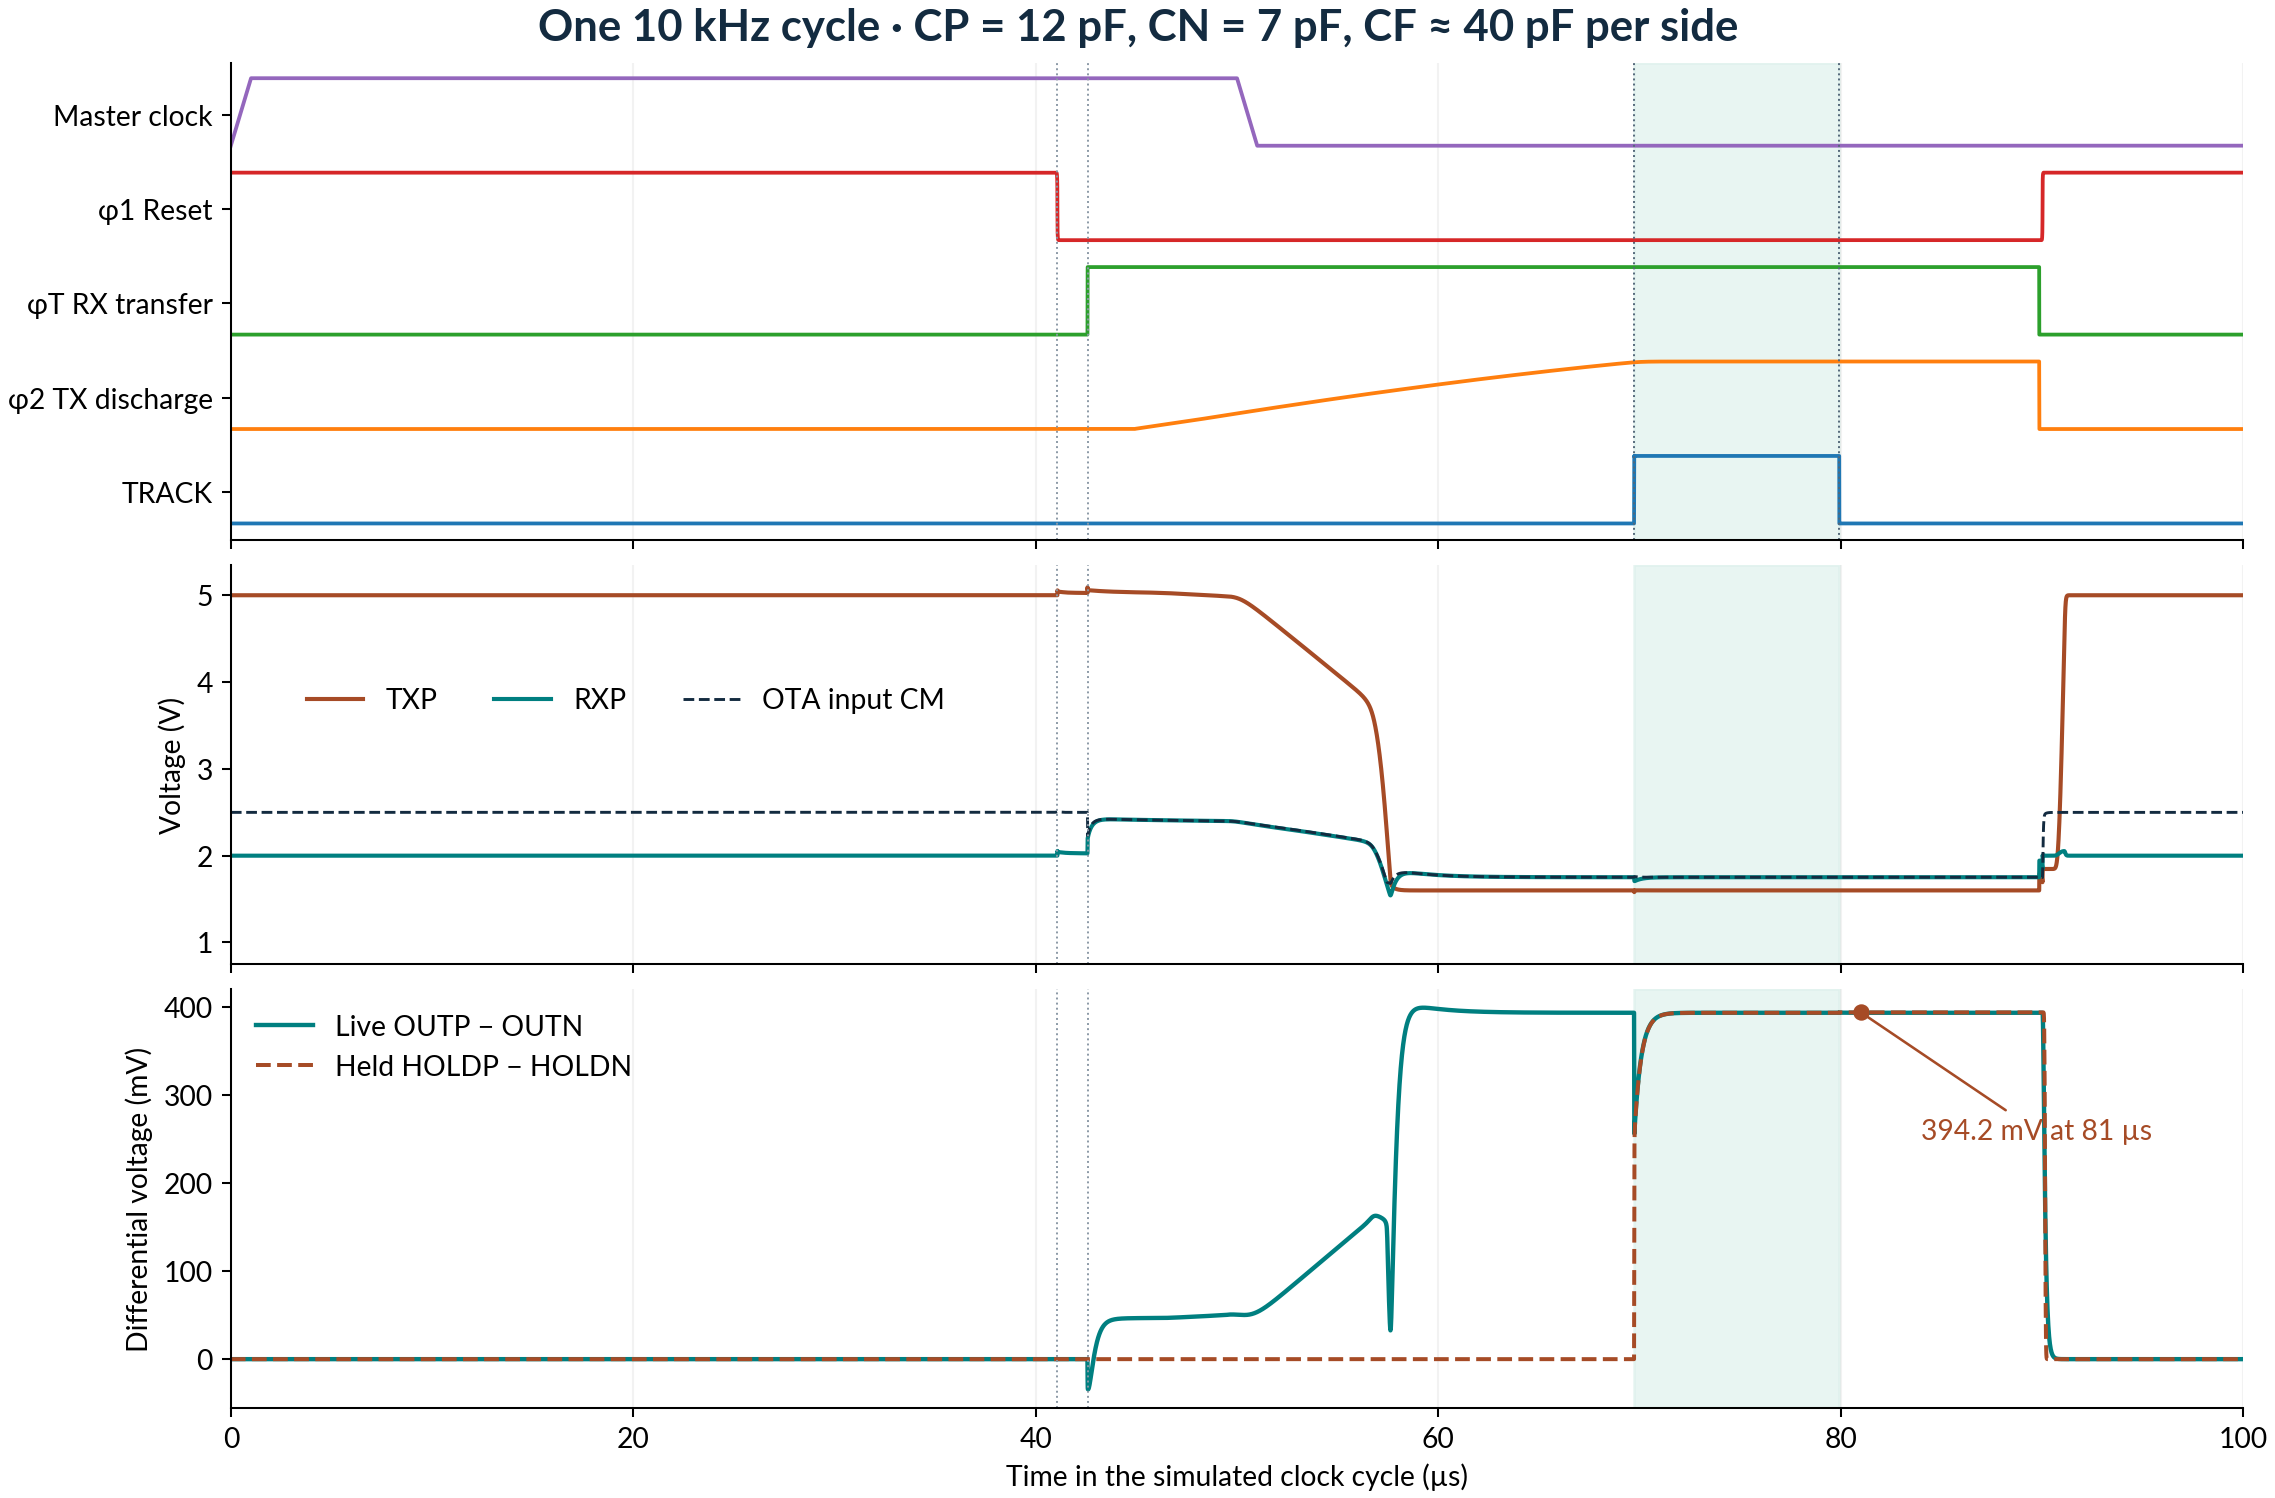 One 10 kHz cycle · CP = 12 pF, CN = 7 pF, CF ≈ 40 pF per side
Master clock
φ1 Reset
φT RX transfer
φ2 TX discharge
TRACK
5
4
3
2
1
Voltage (V)
TXP
RXP
OTA input CM
400
300
200
100
0
Differential voltage (mV)
Live OUTP – OUTN
Held HOLDP – HOLDN
394.2 mV at 81 µs
0 20 40 60 80 100
Time in the simulated clock cycle (µs)